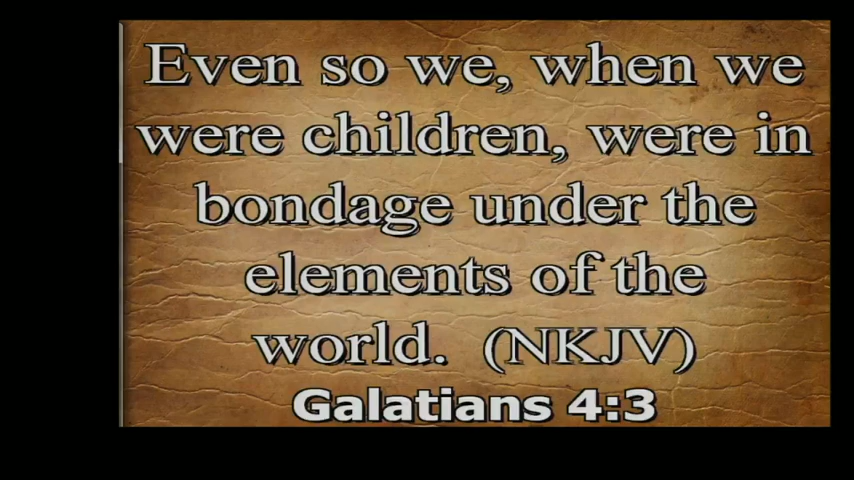 Even so we, when we
were children, were in
bondage under the
elements of the
world. (NKJV)
Galatians 4:3